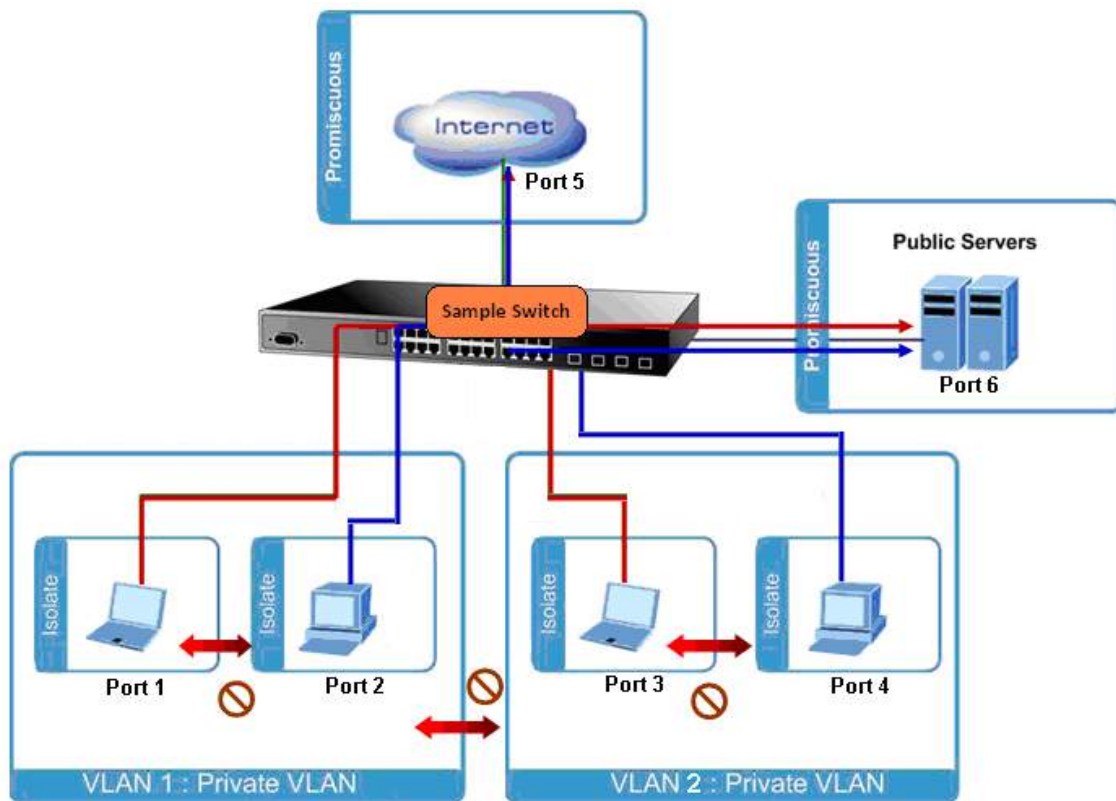 Promiscuous
Internet
Port 5
Promiscuous
Public Servers
Port 6
Sample Switch
Isolate
Port 1
Isolate
Port 2
Isolate
Port 3
Isolate
Port 4
VLAN 1 : Private VLAN
VLAN 2 : Private VLAN